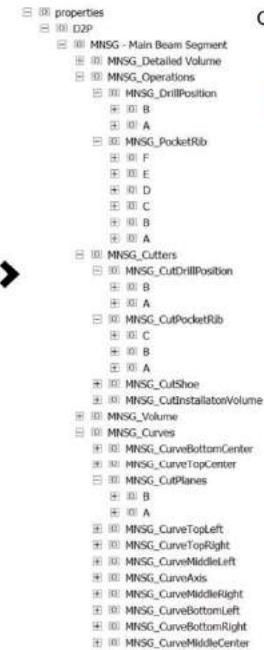 properties
D2P
MNSG - Main Beam Segment
MNSG_Detailed Volume
MNSG_Operations
MNSG_DrillPosition
B
A
MNSG_PocketRib
F
E
D
C
B
A
MNSG_Cutters
MNSG_CutDrillPosition
B
A
MNSG_CutPocketRib
C
B
A
MNSG_CutShoe
MNSG_CutInstallatonVolume
MNSG_Volume
MNSG_Curves
MNSG_CurveBottomCenter
MNSG_CurveTopCenter
MNSG_CutPlanes
B
A
MNSG_CurveTopLeft
MNSG_CurveTopRight
MNSG_CurveMiddleLeft
MNSG_CurveAxis
MNSG_CurveMiddleRight
MNSG_CurveBottomLeft
MNSG_CurveBottomRight
MNSG_CurveMiddleCenter